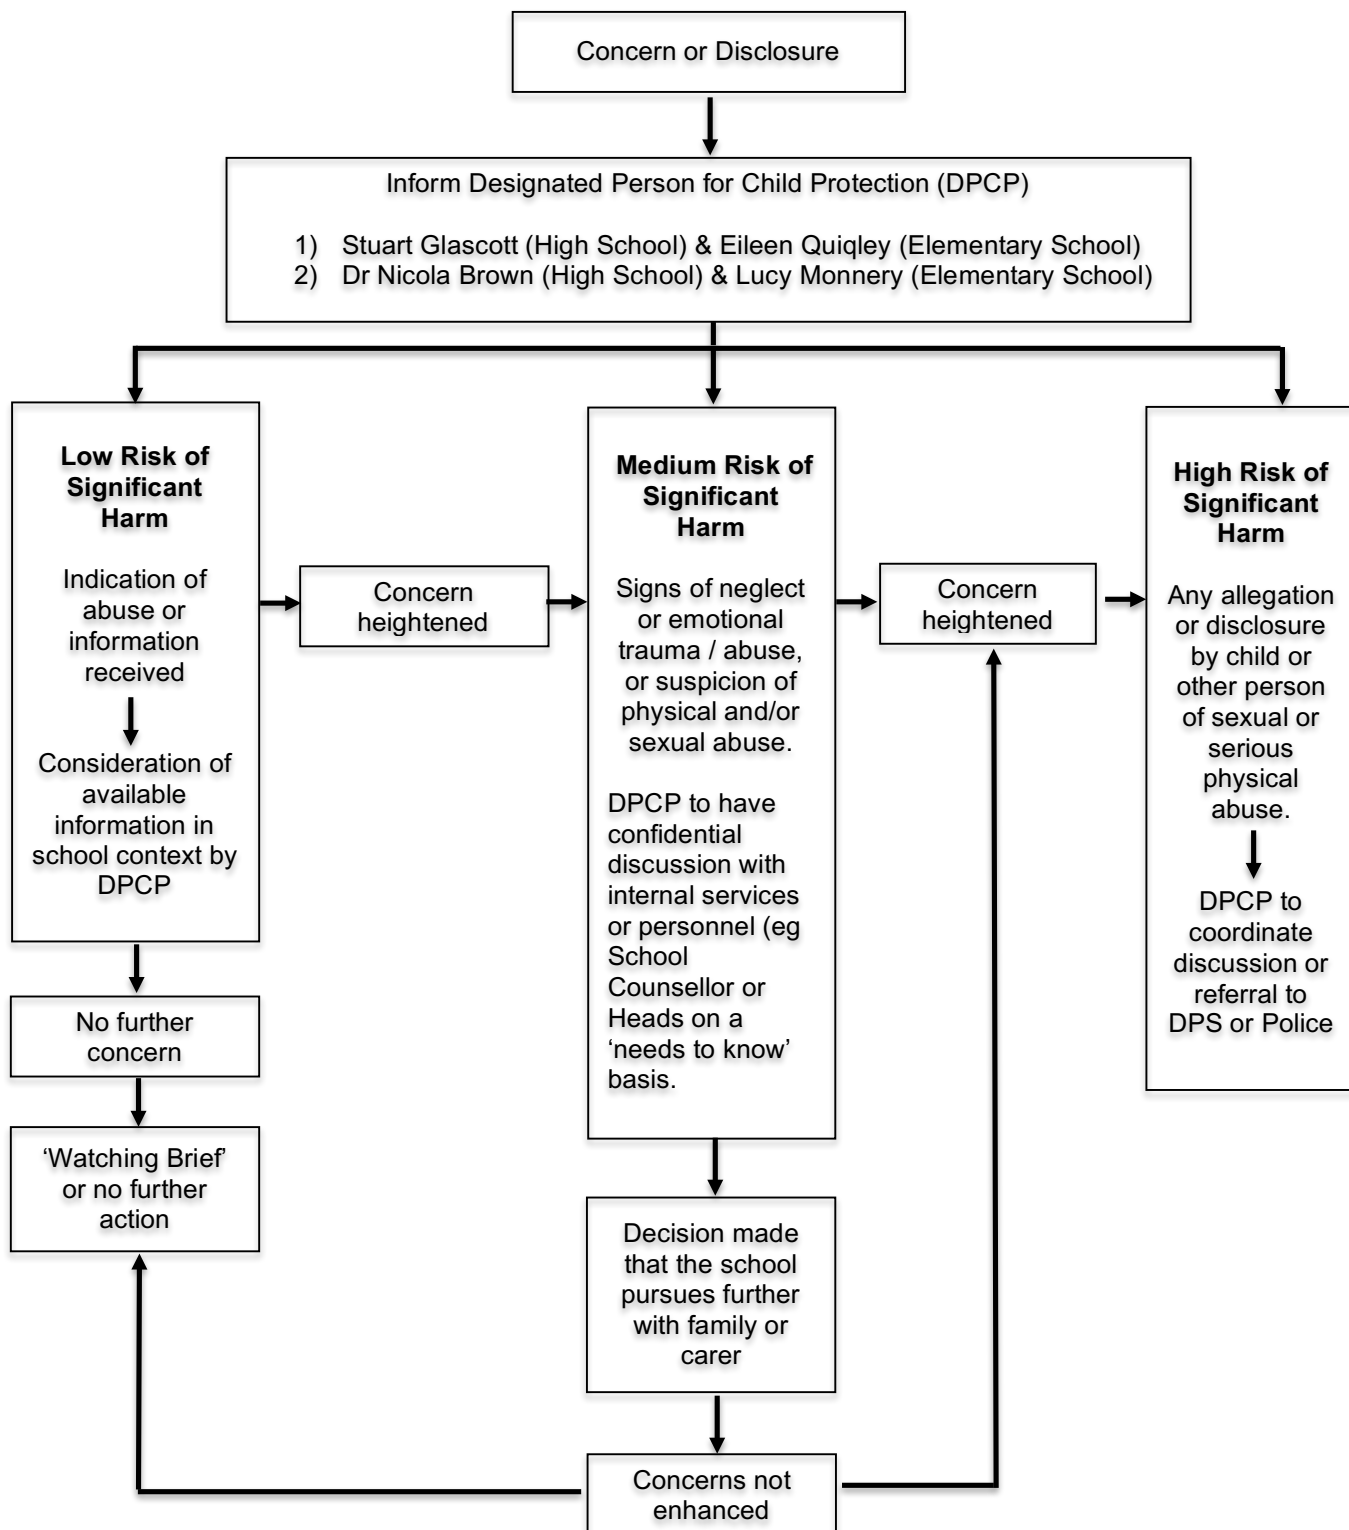 Concern or Disclosure
Inform Designated Person for Child Protection (DPCP)
1) Stuart Glascott (High School) & Eileen Quiqley (Elementary School)
2) Dr Nicola Brown (High School) & Lucy Monnery (Elementary School)
Low Risk of
Significant
Harm
Indication of
abuse or
information
received
Consideration of
available
information in
school context by
DPCP
Concern
heightened
Medium Risk of
Significant
Harm
Signs of neglect
or emotional
trauma / abuse,
or suspicion of
physical and/or
sexual abuse.
DPCP to have
confidential
discussion with
internal services
or personnel (eg
School
Counsellor or
Heads on a
‘needs to know’
basis.
Concern
heightened
High Risk of
Significant
Harm
Any allegation
or disclosure
by child or
other person
of sexual or
serious
physical
abuse.
DPCP to
coordinate
discussion or
referral to
DPS or Police
No further
concern
‘Watching Brief’
or no further
action
Decision made
that the school
pursues further
with family or
carer
Concerns not
enhanced